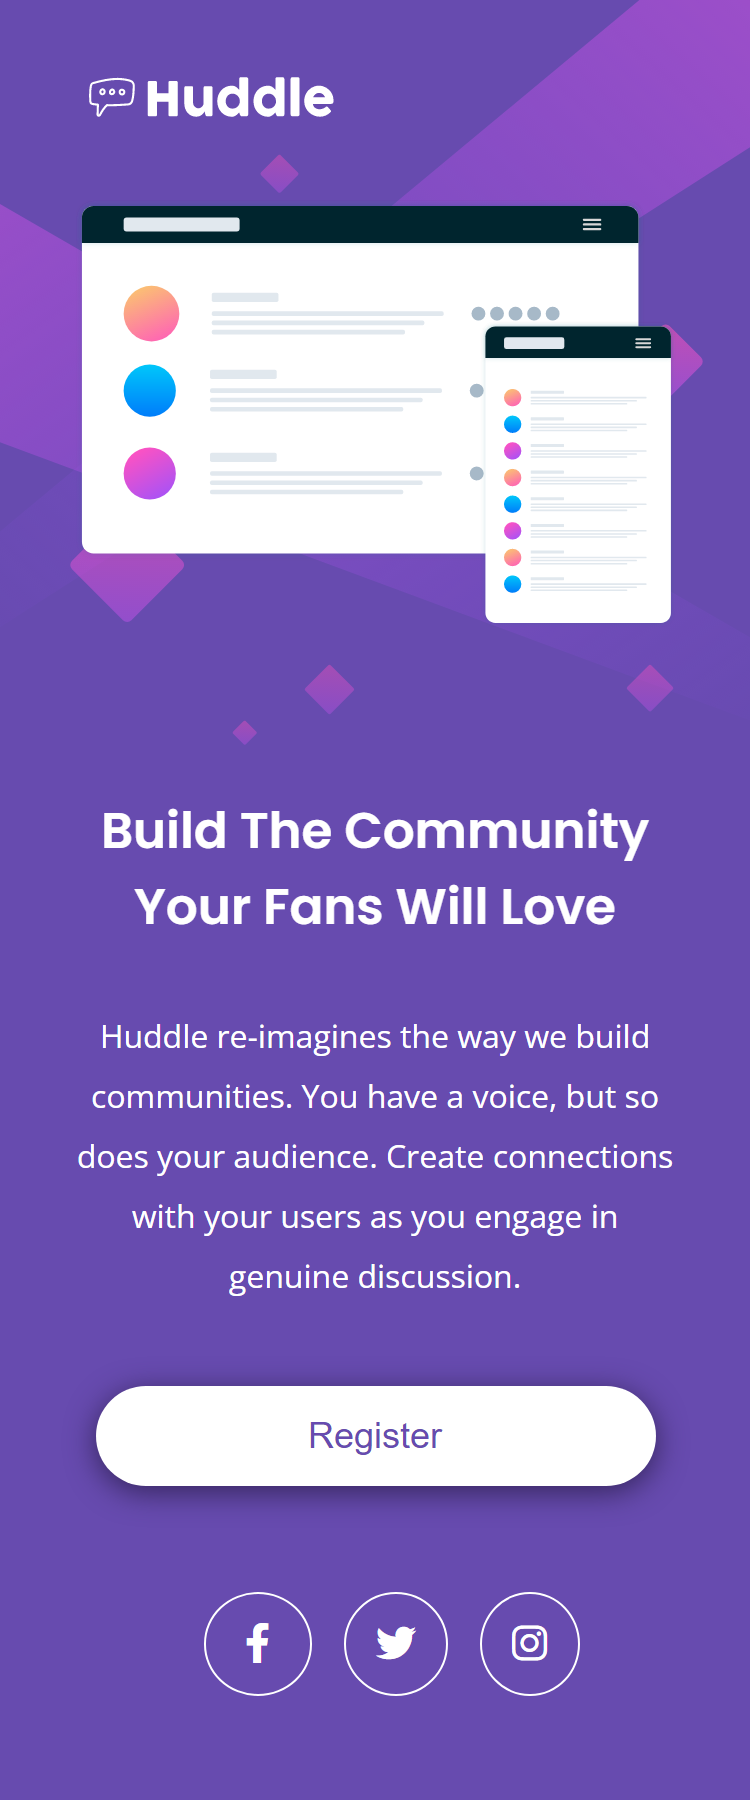 Huddle
Build The Community
Your Fans Will Love
Huddle re-imagines the way we build
communities. You have a voice, but so
does your audience. Create connections
with your users as you engage in
genuine discussion.
Register